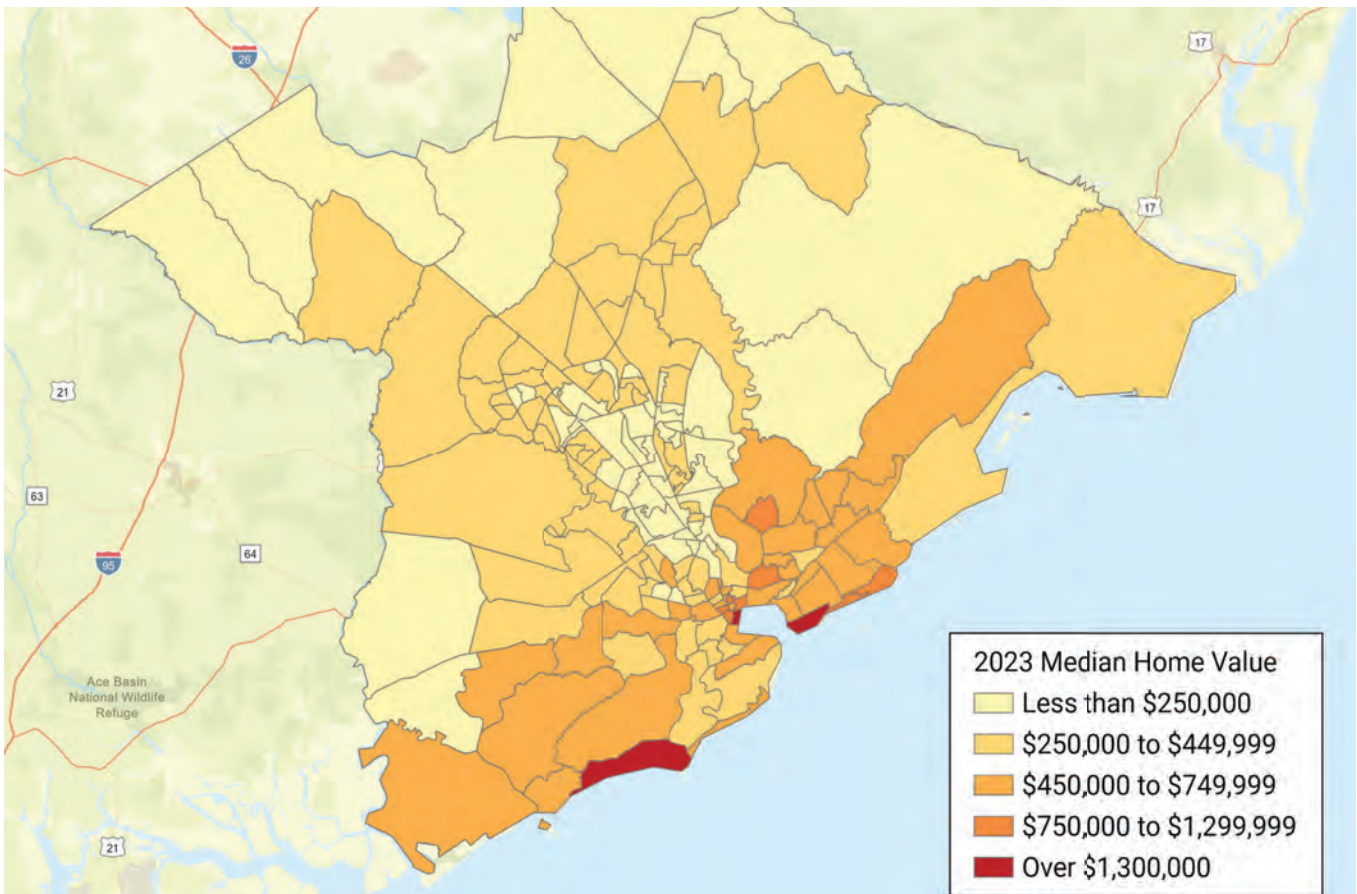 26
17
17
21
63
64
95
Ace Basin
National Wildlife
Refuge
21
2023 Median Home Value
Less than $250,000
$250,000 to $449,999
$450,000 to $749,999
$750,000 to $1,299,999
Over $1,300,000